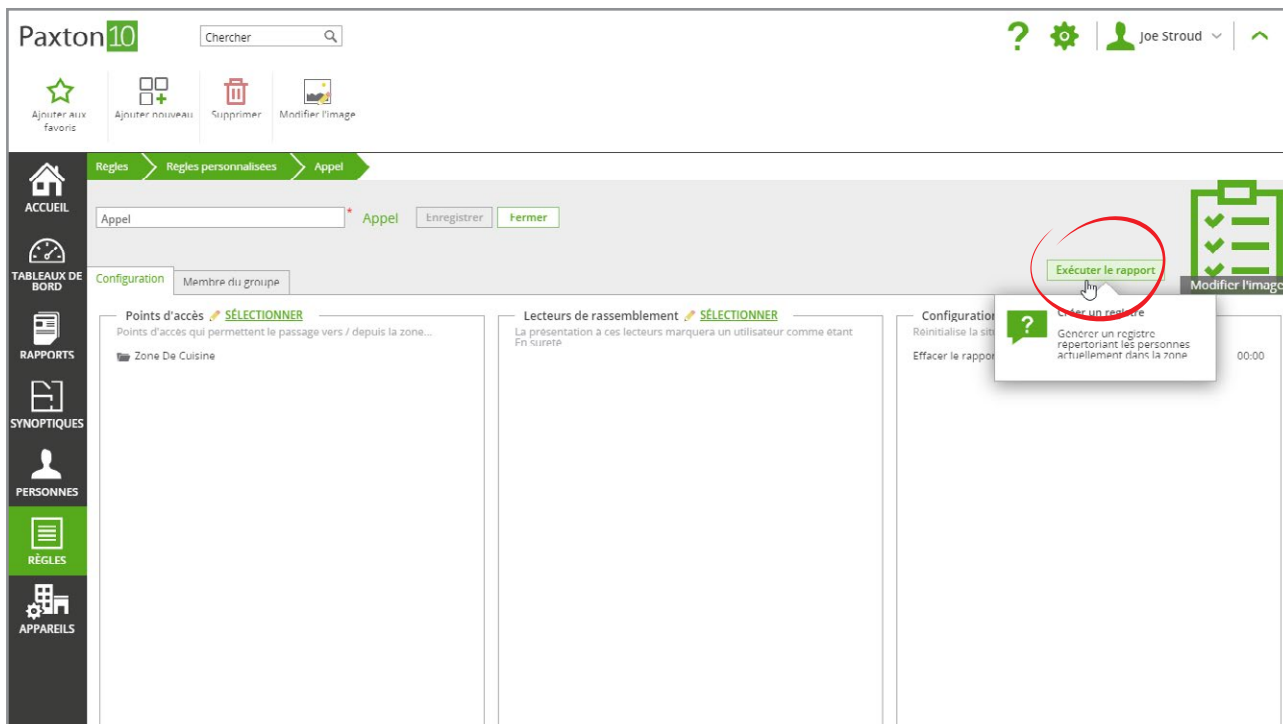 Paxton 10
Chercher
Joe Stroud
Ajouter aux
favoris
Ajouter nouveau
Supprimer
Modifier l'image
Règles
Règles personnalisées
Appel
ACCUEIL
TABLEAUX DE
BORD
RAPPORTS
SYNOPTIQUES
PERSONNES
RÈGLES
APPAREILS
Appel
* Appel
Enregistrer
Fermer
Configuration
Membre du groupe
Exécuter le rapport
Modifier l'image
Points d'accès SÉLECTIONNER
Points d'accès qui permettent le passage vers / depuis la zone...
Zone De Cuisine
Lecteurs de rassemblement SÉLECTIONNER
La présentation à ces lecteurs marquera un utilisateur comme étant
En sureté
Configuration
Réinitialise la
Effacer le
00:00
?
Créer un registre
Générer un registre
répertoriant les personnes
actuellement dans la zone